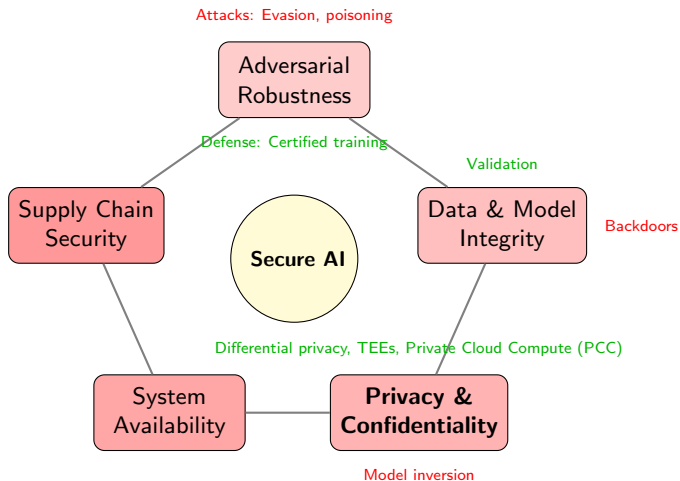 Attacks: Evasion, poisoning
Adversarial
Robustness
Defense: Certified training
Validation
Supply Chain
Security
Data & Model
Integrity
Backdoors
Secure AI
Differential privacy, TEEs, Private Cloud Compute (PCC)
System
Availability
Privacy &
Confidentiality
Model inversion